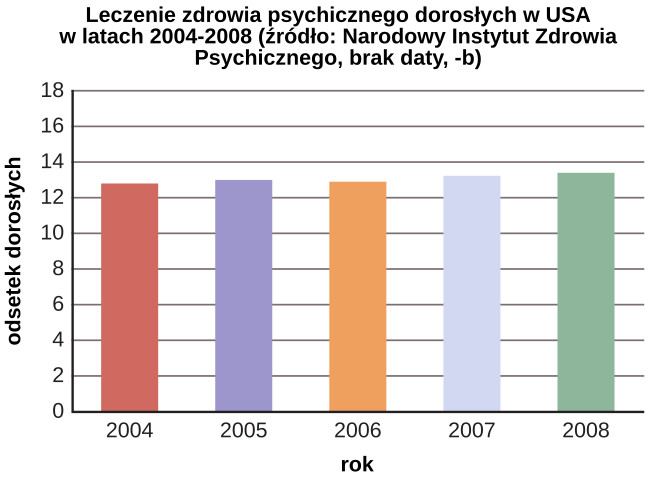 Leczenie zdrowia psychicznego dorosłych w USA
w latach 2004-2008 (źródło: Narodowy Instytut Zdrowia
Psychicznego, brak daty, -b)
odsetek dorosłych
18
16
14
12
10
8
6
4
2
0
2004 2005 2006 2007 2008
rok